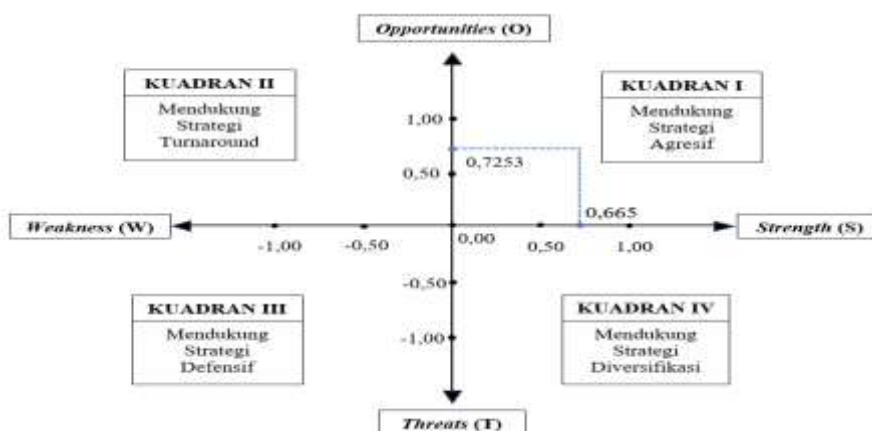 Opportunities (O)
KUADRAN II
Mendukung
Strategi
Turnaround
KUADRAN I
Mendukung
Strategi
Agresif
1,00
0,7253
0,50
0,665
Weakness (W)
-1,00
-0,50
0,00
0,50
1,00
Strength (S)
-0,50
-1,00
KUADRAN III
Mendukung
Strategi
Defensif
KUADRAN IV
Mendukung
Strategi
Diversifikasi
Threats (T)